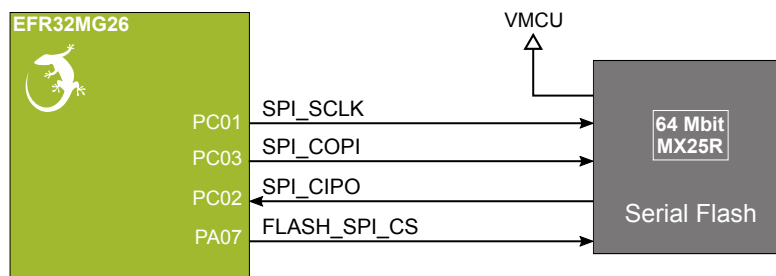 EFR32MG26
VMCU
PC01
SPI_SCLK
PC03
SPI_COPI
PC02
SPI_CIPO
PA07
FLASH_SPI_CS
64 Mbit
MX25R
Serial Flash